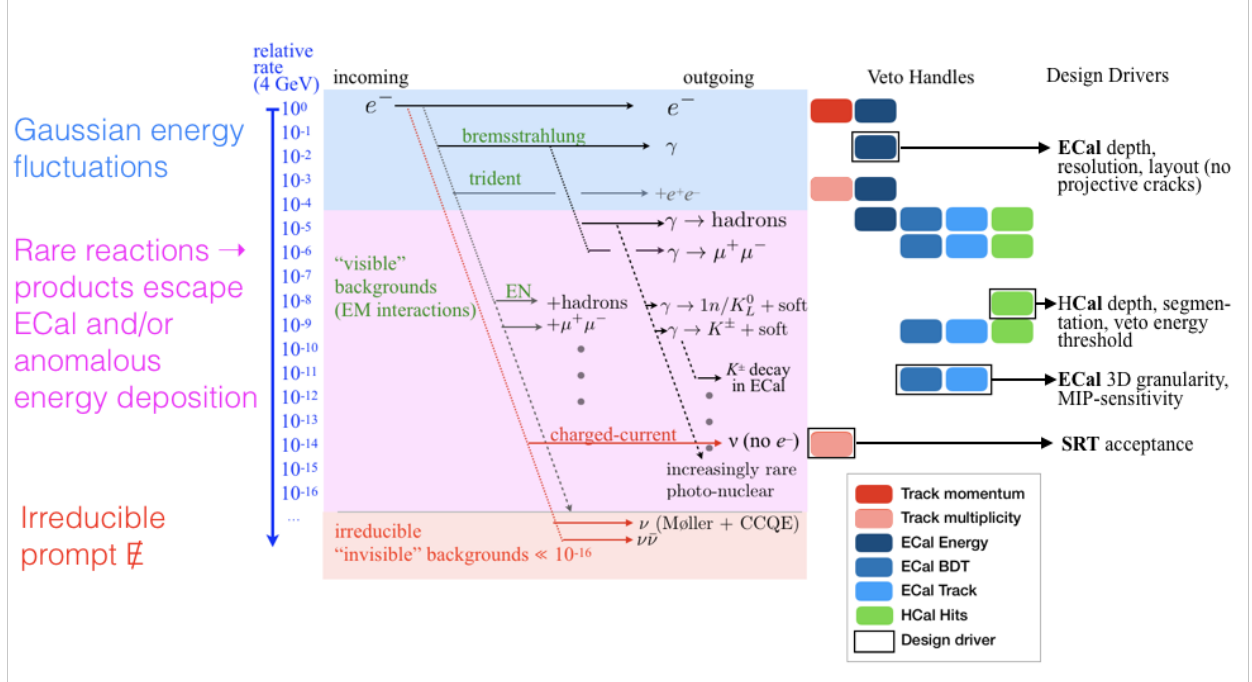 relative
rate
(4 GeV)
incoming
outgoing
Veto Handles
Design Drivers
Gaussian energy
fluctuations
Rare reactions →
products escape
ECal and/or
anomalous
energy deposition
Irreducible
prompt E̸
10⁰
10⁻¹
10⁻²
10⁻³
10⁻⁴
10⁻⁵
10⁻⁶
10⁻⁷
10⁻⁸
10⁻⁹
10⁻¹⁰
10⁻¹¹
10⁻¹²
10⁻¹³
10⁻¹⁴
10⁻¹⁵
10⁻¹⁶
...
e⁻
e⁻
bremsstrahlung
γ
trident
+e⁺e⁻
γ → hadrons
γ → μ⁺μ⁻
“visible”
backgrounds
(EM interactions)
EN
+hadrons
+μ⁺μ⁻
γ → 1n/K⁰_L + soft
γ → K± + soft
K± decay
in ECal
charged-current
ν (no e⁻)
increasingly rare
photo-nuclear
irreducible
“invisible” backgrounds ≪ 10⁻¹⁶
ν (Møller + CCQE)
νν̄
ECal depth,
resolution, layout (no
projective cracks)
HCal depth, segmen-
tation, veto energy
threshold
ECal 3D granularity,
MIP-sensitivity
SRT acceptance
Track momentum
Track multiplicity
ECal Energy
ECal BDT
ECal Track
HCal Hits
Design driver